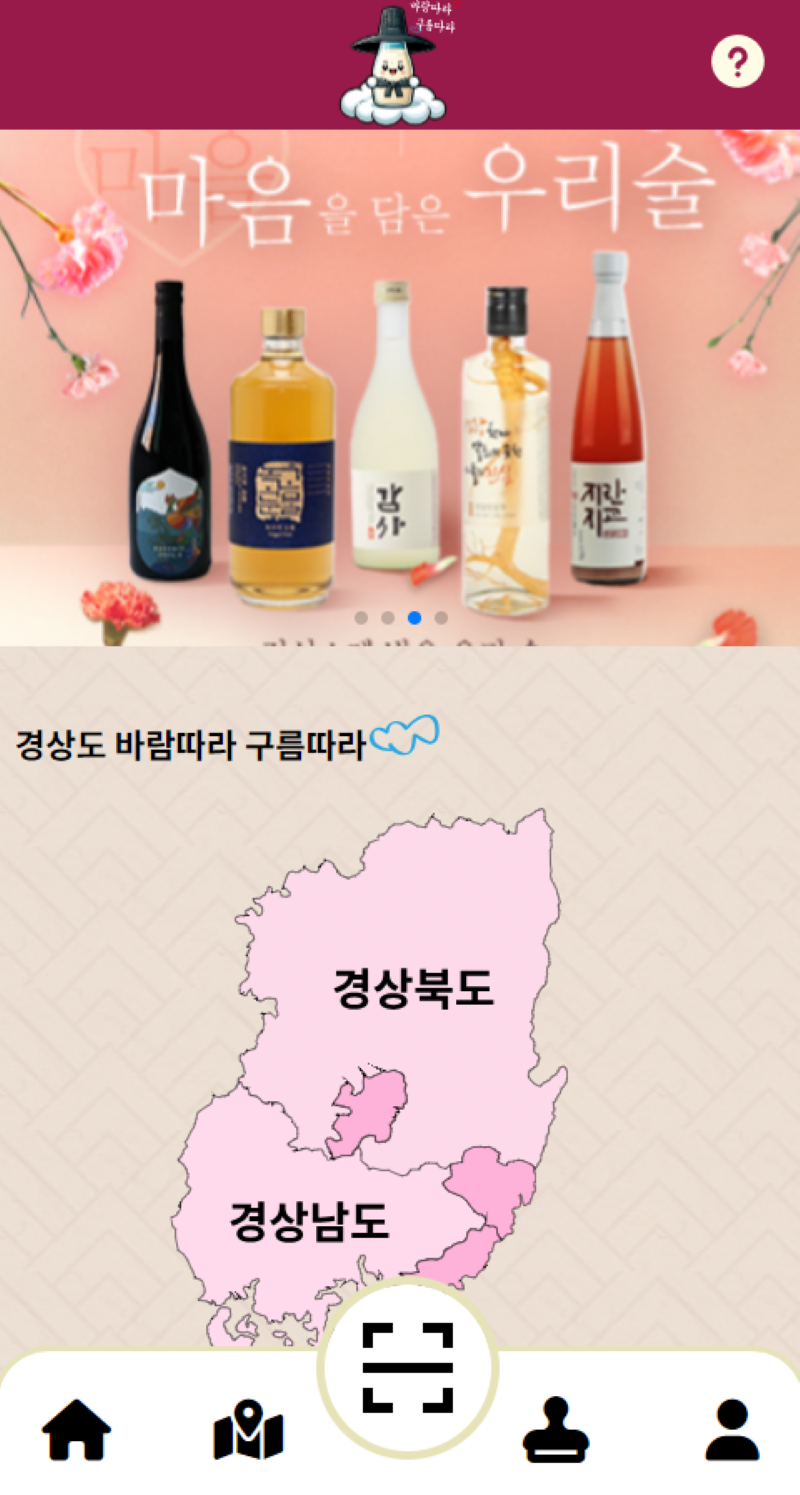 바람따라
구름따라
?
마음
마음을 담은 우리술
감사
지란
지교
경상도 바람따라 구름따라
경상북도
경상남도